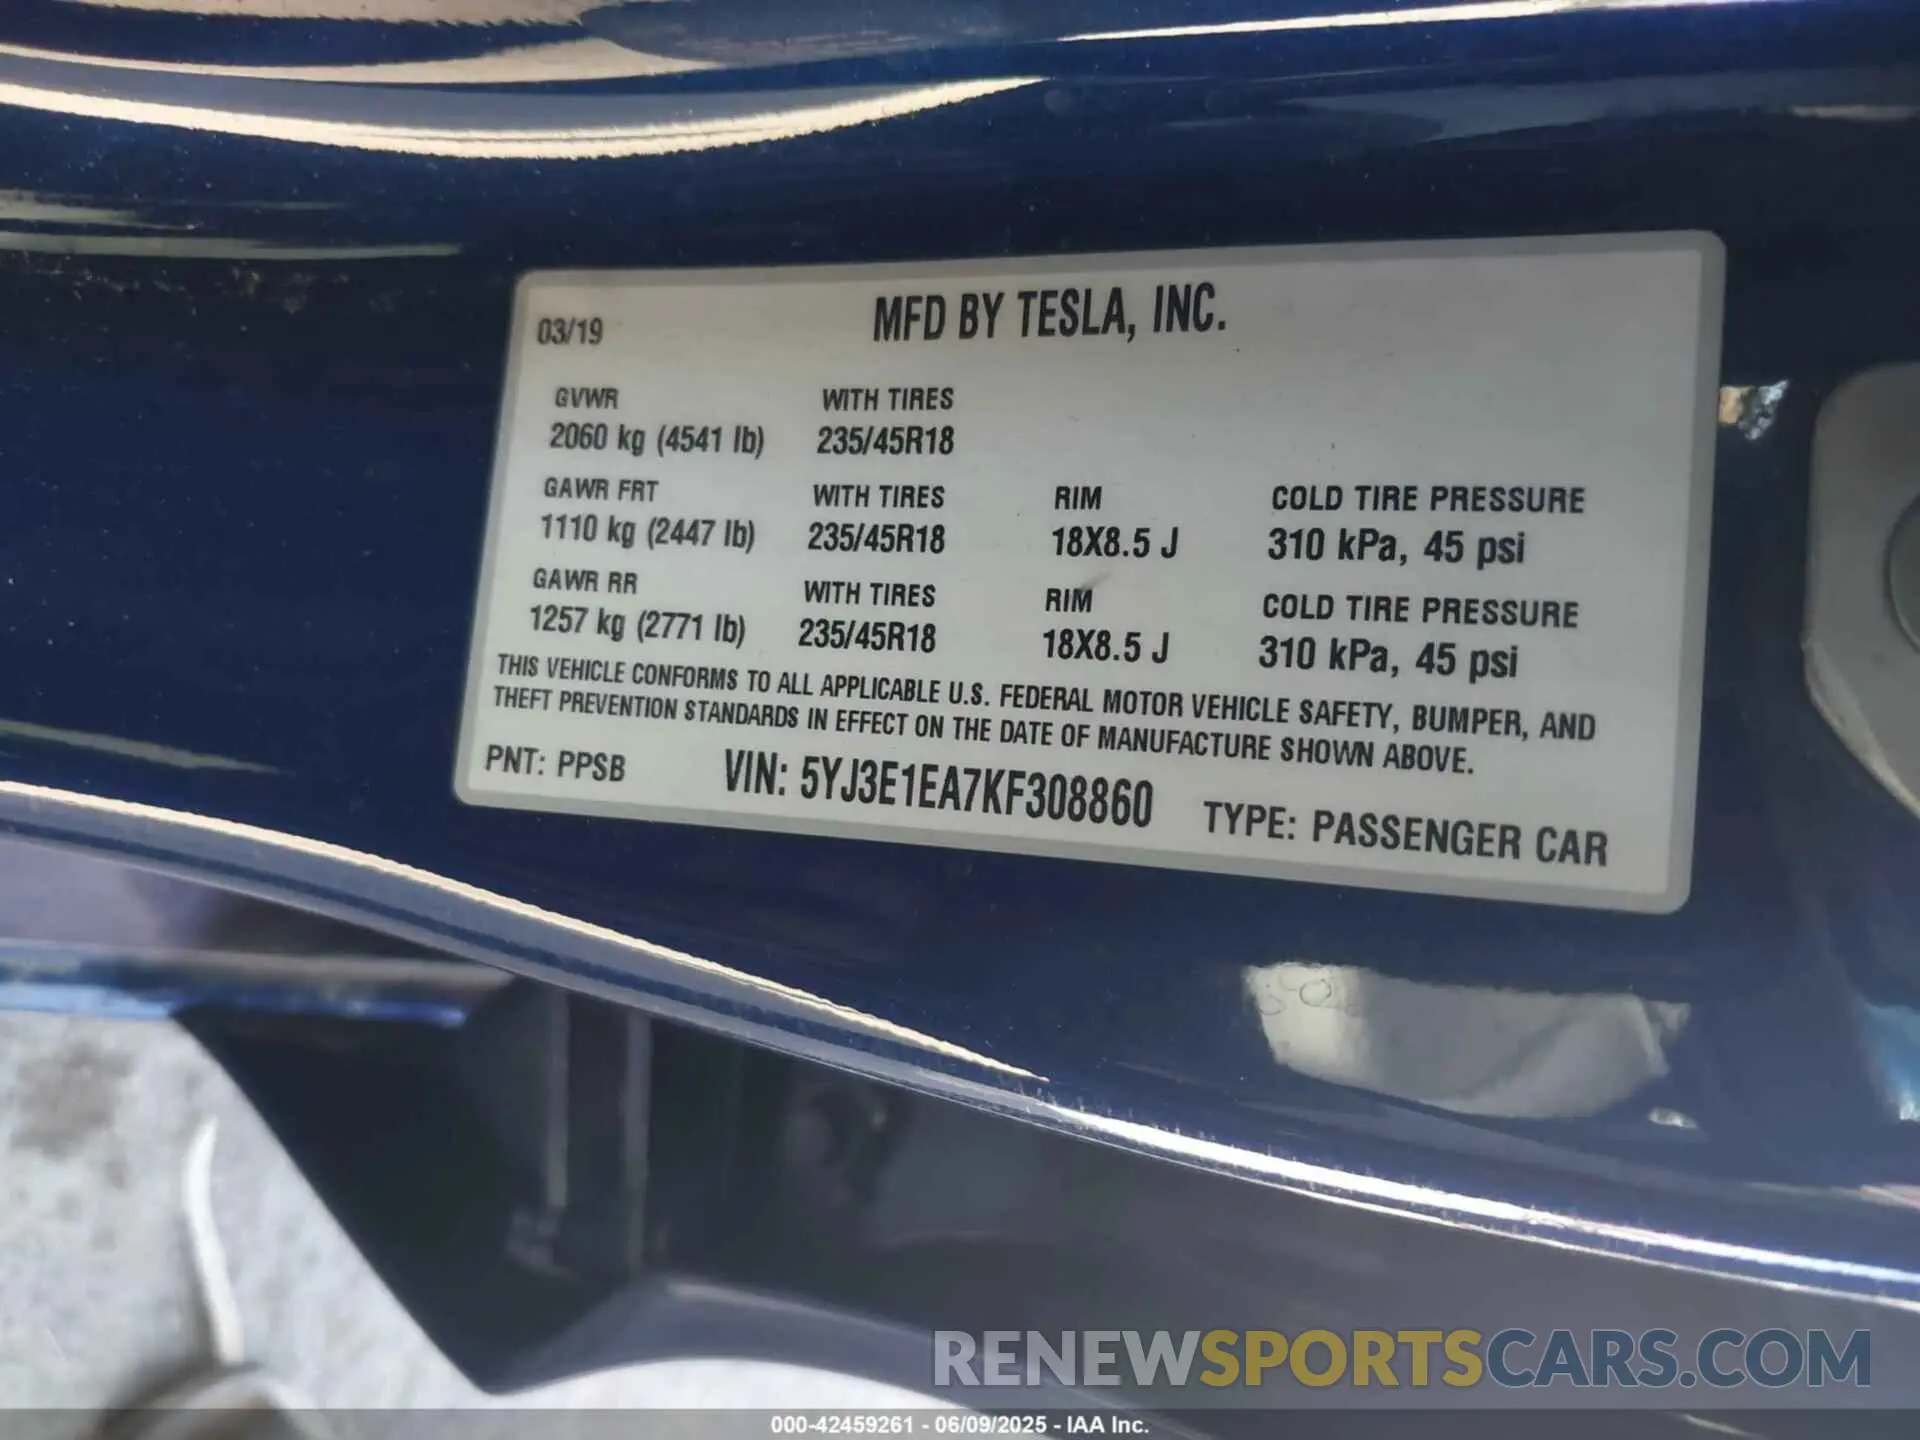 03/19 MFD BY TESLA, INC.
GVWR WITH TIRES
2060 kg (4541 lb) 235/45R18
GAWR FRT WITH TIRES RIM COLD TIRE PRESSURE
1110 kg (2447 lb) 235/45R18 18X8.5 J 310 kPa, 45 psi
GAWR RR WITH TIRES RIM COLD TIRE PRESSURE
1257 kg (2771 lb) 235/45R18 18X8.5 J 310 kPa, 45 psi
THIS VEHICLE CONFORMS TO ALL APPLICABLE U.S. FEDERAL MOTOR VEHICLE SAFETY, BUMPER, AND
THEFT PREVENTION STANDARDS IN EFFECT ON THE DATE OF MANUFACTURE SHOWN ABOVE.
PNT: PPSB VIN: 5YJ3E1EA7KF308860 TYPE: PASSENGER CAR
RENEWSPORTSCARS.COM
000-42459261 - 06/09/2025 - IAA Inc.